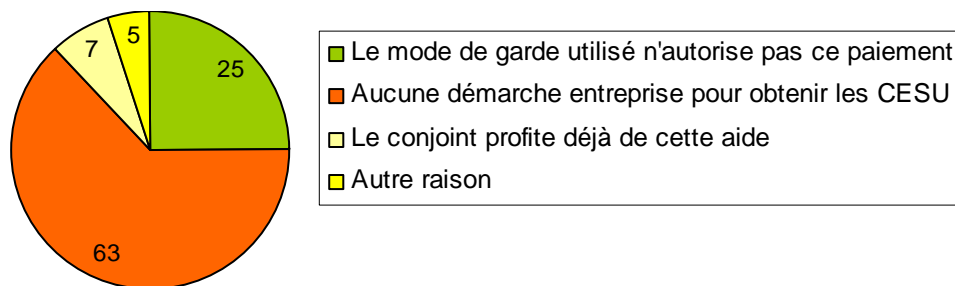 5
7
25
63
Le mode de garde utilisé n'autorise pas ce paiement
Aucune démarche entreprise pour obtenir les CESU
Le conjoint profite déjà de cette aide
Autre raison